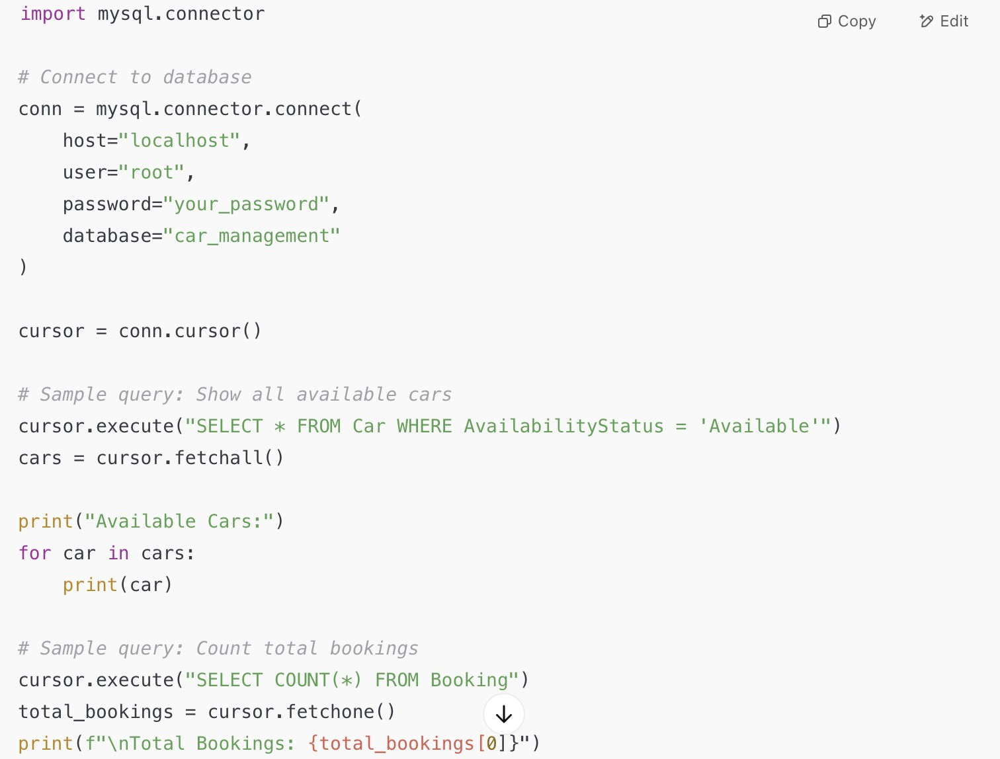 import mysql.connector
Copy
Edit
# Connect to database
conn = mysql.connector.connect(
    host="localhost",
    user="root",
    password="your_password",
    database="car_management"
)
cursor = conn.cursor()
# Sample query: Show all available cars
cursor.execute("SELECT * FROM Car WHERE AvailabilityStatus = 'Available'")
cars = cursor.fetchall()
print("Available Cars:")
for car in cars:
    print(car)
# Sample query: Count total bookings
cursor.execute("SELECT COUNT(*) FROM Booking")
total_bookings = cursor.fetchone()
print(f"\nTotal Bookings: {total_bookings[0]}")